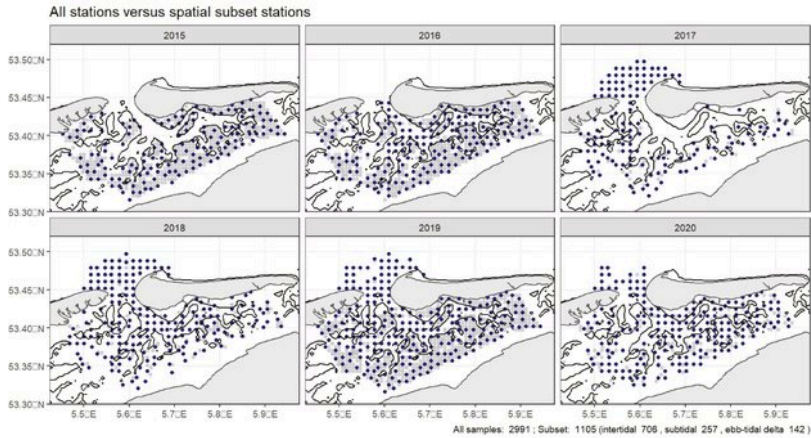 All stations versus spatial subset stations
2015 2016 2017
53.50□N
53.45□N
53.40□N
53.35□N
53.30□N
2018 2019 2020
53.50□N
53.45□N
53.40□N
53.35□N
53.30□N
5.5□E 5.6□E 5.7□E 5.8□E 5.9□E 5.5□E 5.6□E 5.7□E 5.8□E 5.9□E 5.5□E 5.6□E 5.7□E 5.8□E 5.9□E
All samples: 2991 ; Subset: 1105 (intertidal 706 , subtidal 257 , ebb-tidal delta 142 )